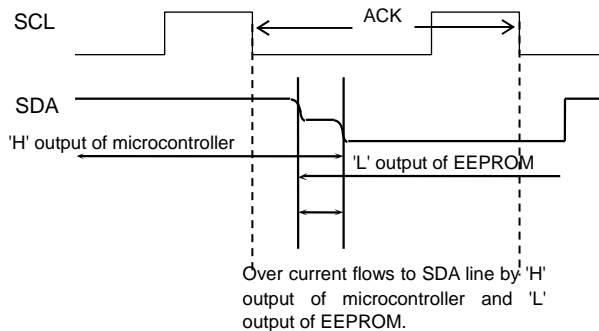 SCL
ACK
SDA
'H' output of microcontroller
'L' output of EEPROM
Over current flows to SDA line by 'H'
output of microcontroller and 'L'
output of EEPROM.